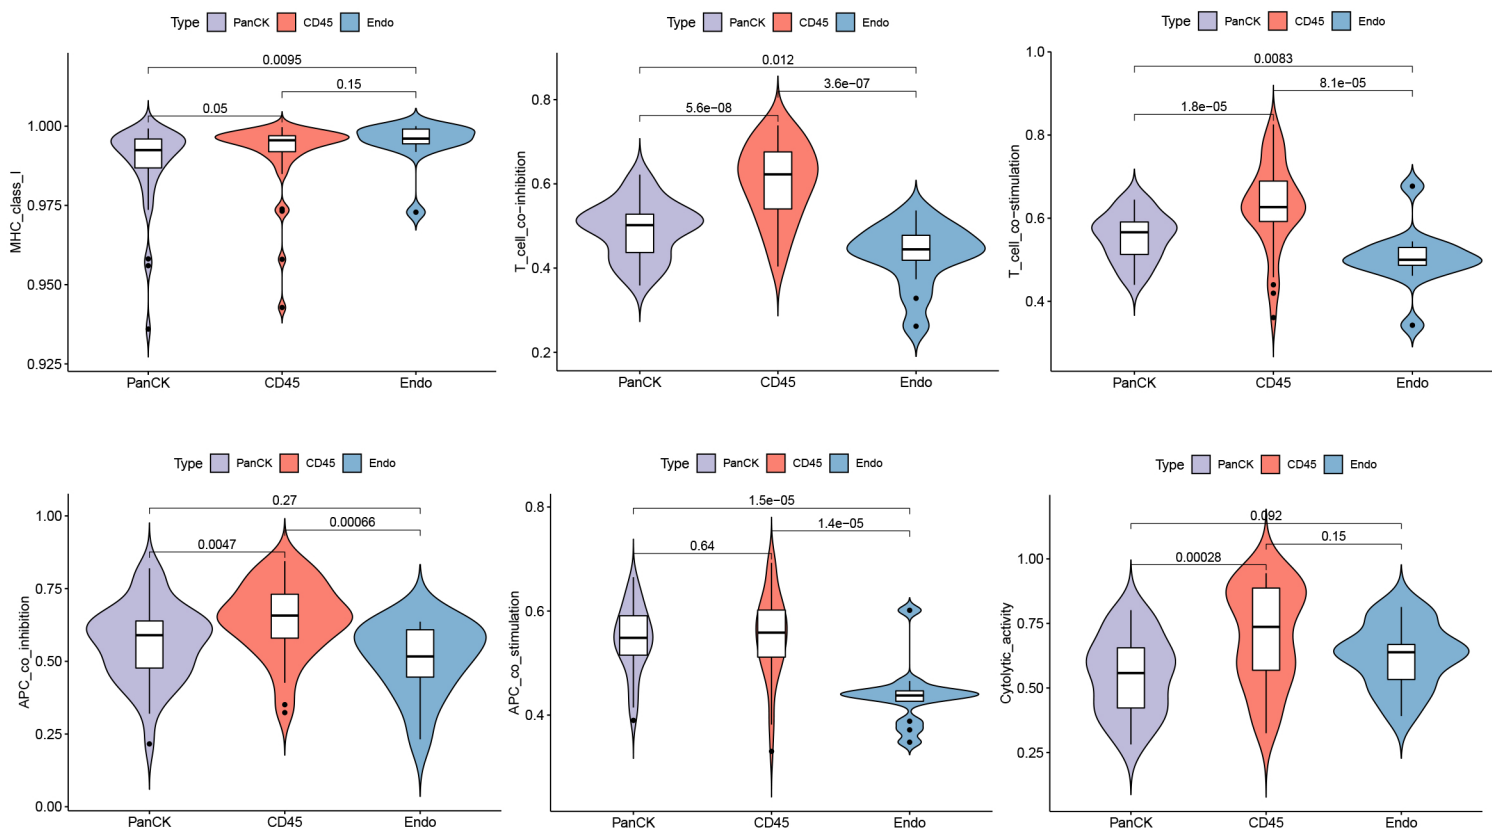 Type PanCK CD45 Endo
0.0095
0.15
0.05
1.000
0.975
0.950
0.925
MHC_class_I
PanCK CD45 Endo
Type PanCK CD45 Endo
0.012
3.6e−07
5.6e−08
0.8
0.6
0.4
0.2
T_cell_co−inhibition
PanCK CD45 Endo
Type PanCK CD45 Endo
0.0083
8.1e−05
1.8e−05
1.0
0.8
0.6
0.4
T_cell_co−stimulation
PanCK CD45 Endo
Type PanCK CD45 Endo
0.27
0.00066
0.0047
1.00
0.75
0.50
0.25
0.00
APC_co_inhibition
PanCK CD45 Endo
Type PanCK CD45 Endo
1.5e−05
1.4e−05
0.64
0.8
0.6
0.4
APC_co_stimulation
PanCK CD45 Endo
Type PanCK CD45 Endo
0.092
0.15
0.00028
1.00
0.75
0.50
0.25
Cytolytic_activity
PanCK CD45 Endo